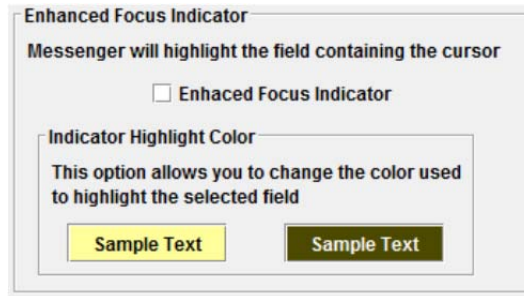 Enhanced Focus Indicator
Messenger will highlight the field containing the cursor
Enhaced Focus Indicator
Indicator Highlight Color
This option allows you to change the color used
to highlight the selected field
Sample Text Sample Text